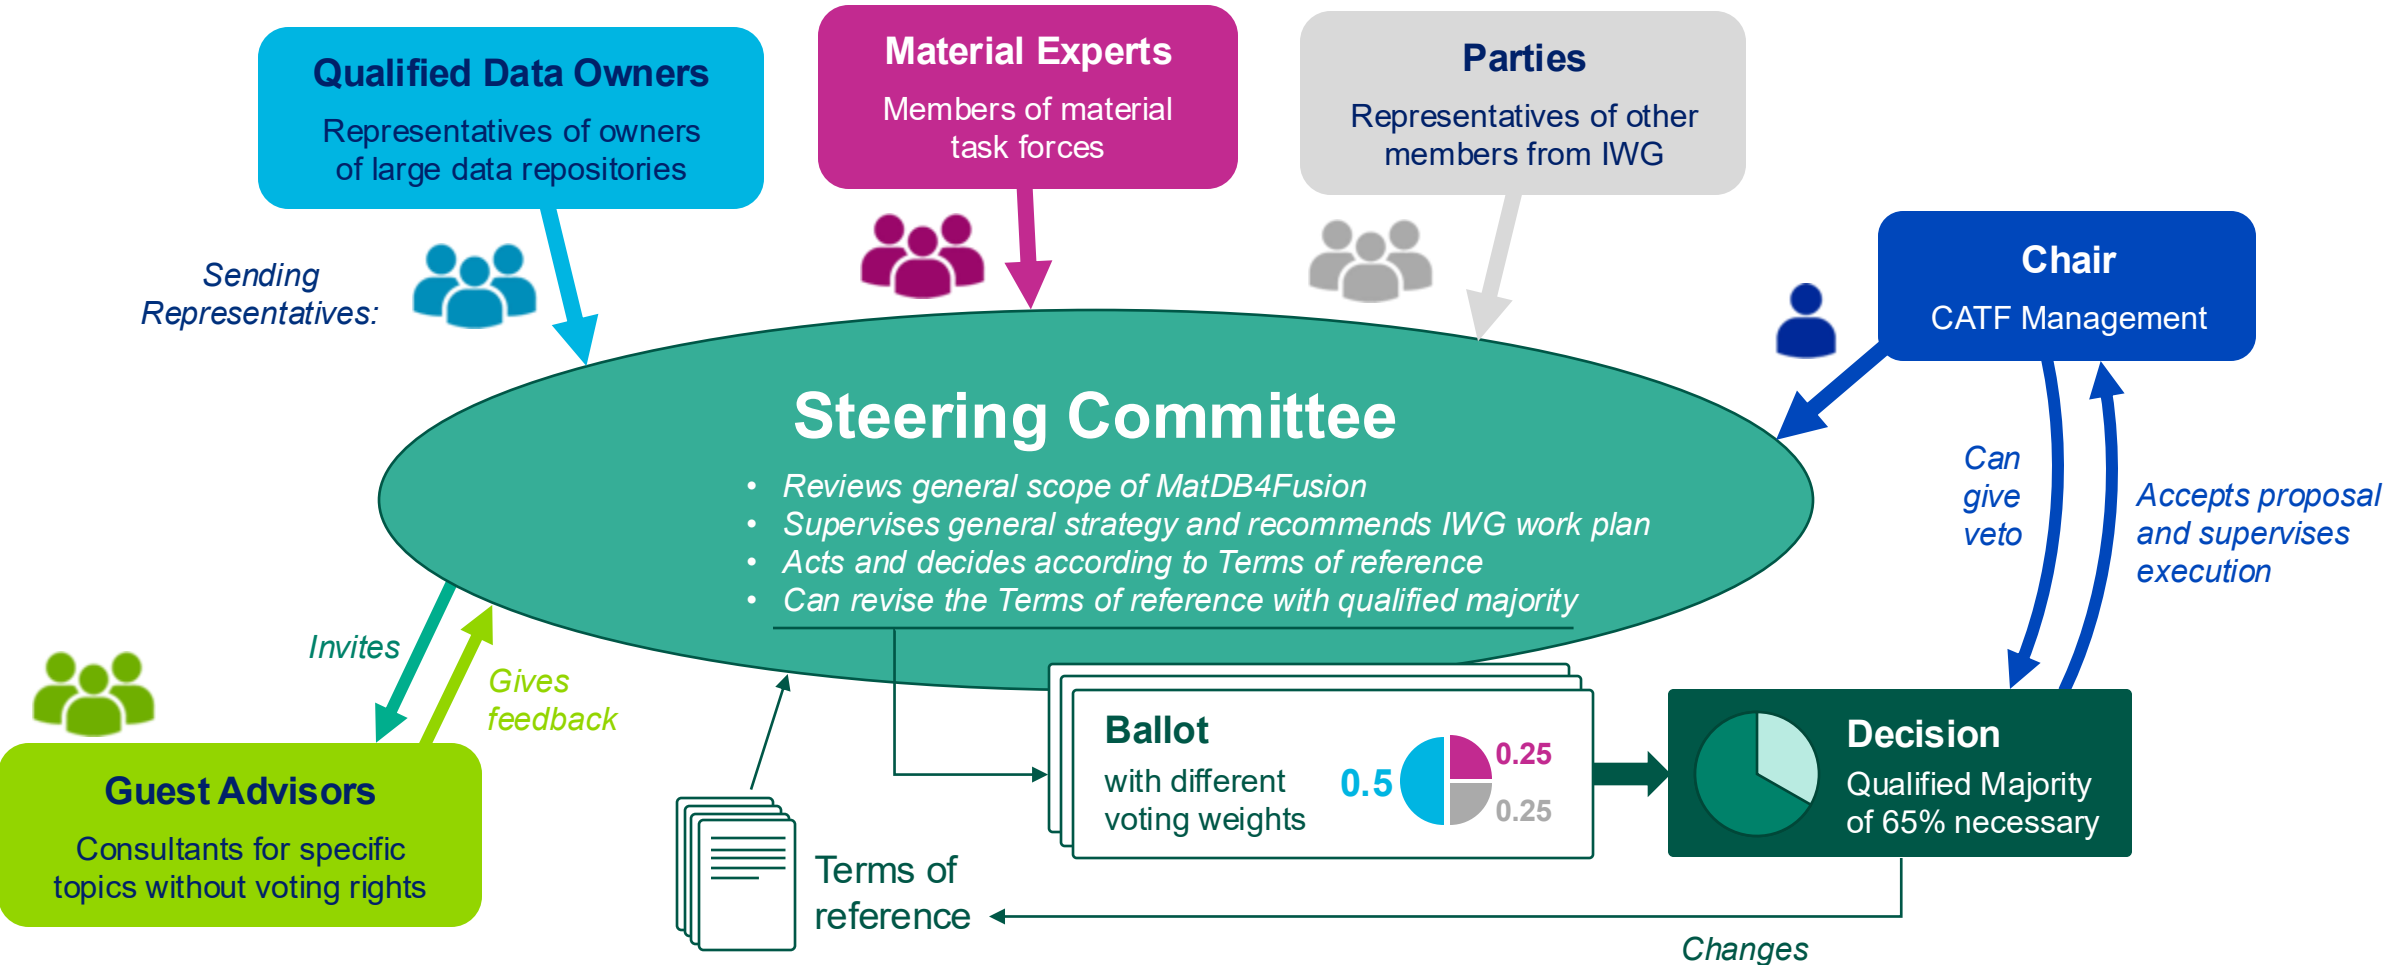 Qualified Data Owners
Representatives of owners
of large data repositories
Material Experts
Members of material
task forces
Parties
Representatives of other
members from IWG
Chair
CATF Management
Sending
Representatives:
Steering Committee
• Reviews general scope of MatDB4Fusion
• Supervises general strategy and recommends IWG work plan
• Acts and decides according to Terms of reference
• Can revise the Terms of reference with qualified majority
Can
give
veto
Accepts proposal
and supervises
execution
Invites
Gives
feedback
Guest Advisors
Consultants for specific
topics without voting rights
Terms of
reference
Ballot
with different
voting weights
0.5
0.25
0.25
Decision
Qualified Majority
of 65% necessary
Changes